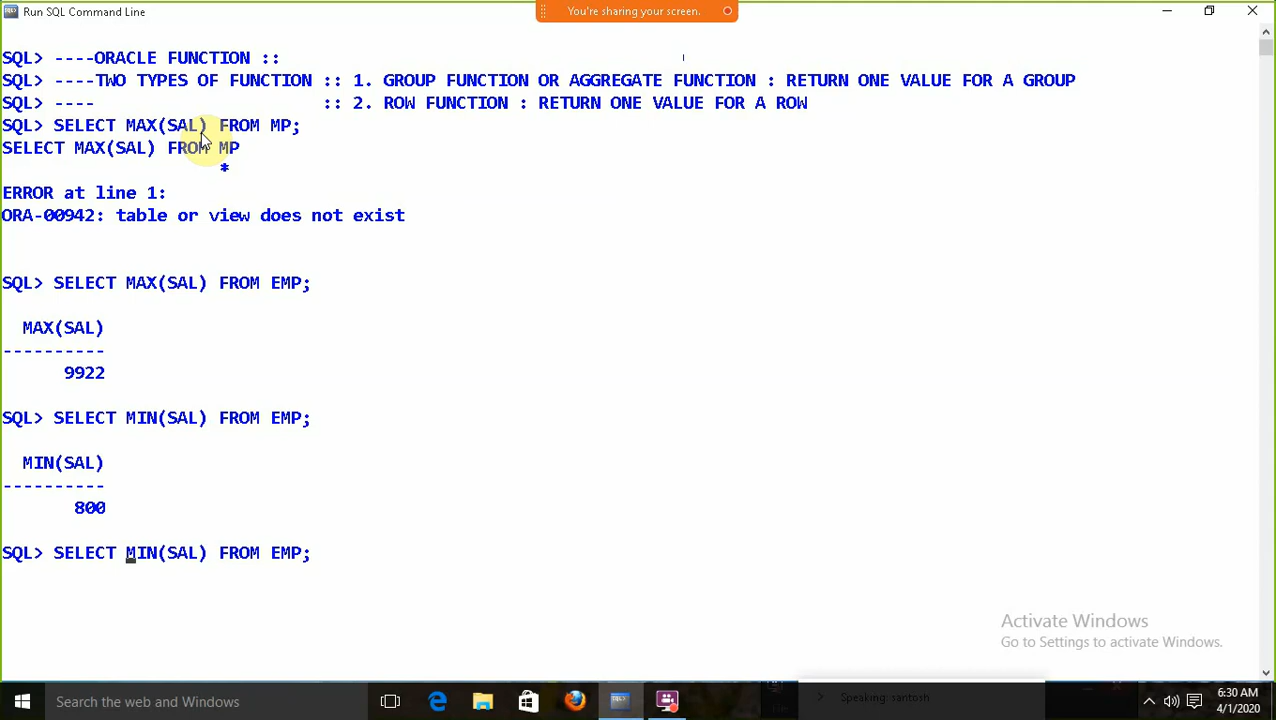 Run SQL Command Line
You're sharing your screen.
SQL> ----ORACLE FUNCTION ::
SQL> ----TWO TYPES OF FUNCTION :: 1. GROUP FUNCTION OR AGGREGATE FUNCTION : RETURN ONE VALUE FOR A GROUP
SQL> ---- :: 2. ROW FUNCTION : RETURN ONE VALUE FOR A ROW
SQL> SELECT MAX(SAL) FROM MP;
SELECT MAX(SAL) FROM MP
*
ERROR at line 1:
ORA-00942: table or view does not exist
SQL> SELECT MAX(SAL) FROM EMP;
MAX(SAL)
----------
9922
SQL> SELECT MIN(SAL) FROM EMP;
MIN(SAL)
----------
800
SQL> SELECT MIN(SAL) FROM EMP;
Activate Windows
Go to Settings to activate Windows.
Search the web and Windows
Speaking: santosh
6:30 AM
4/1/2020